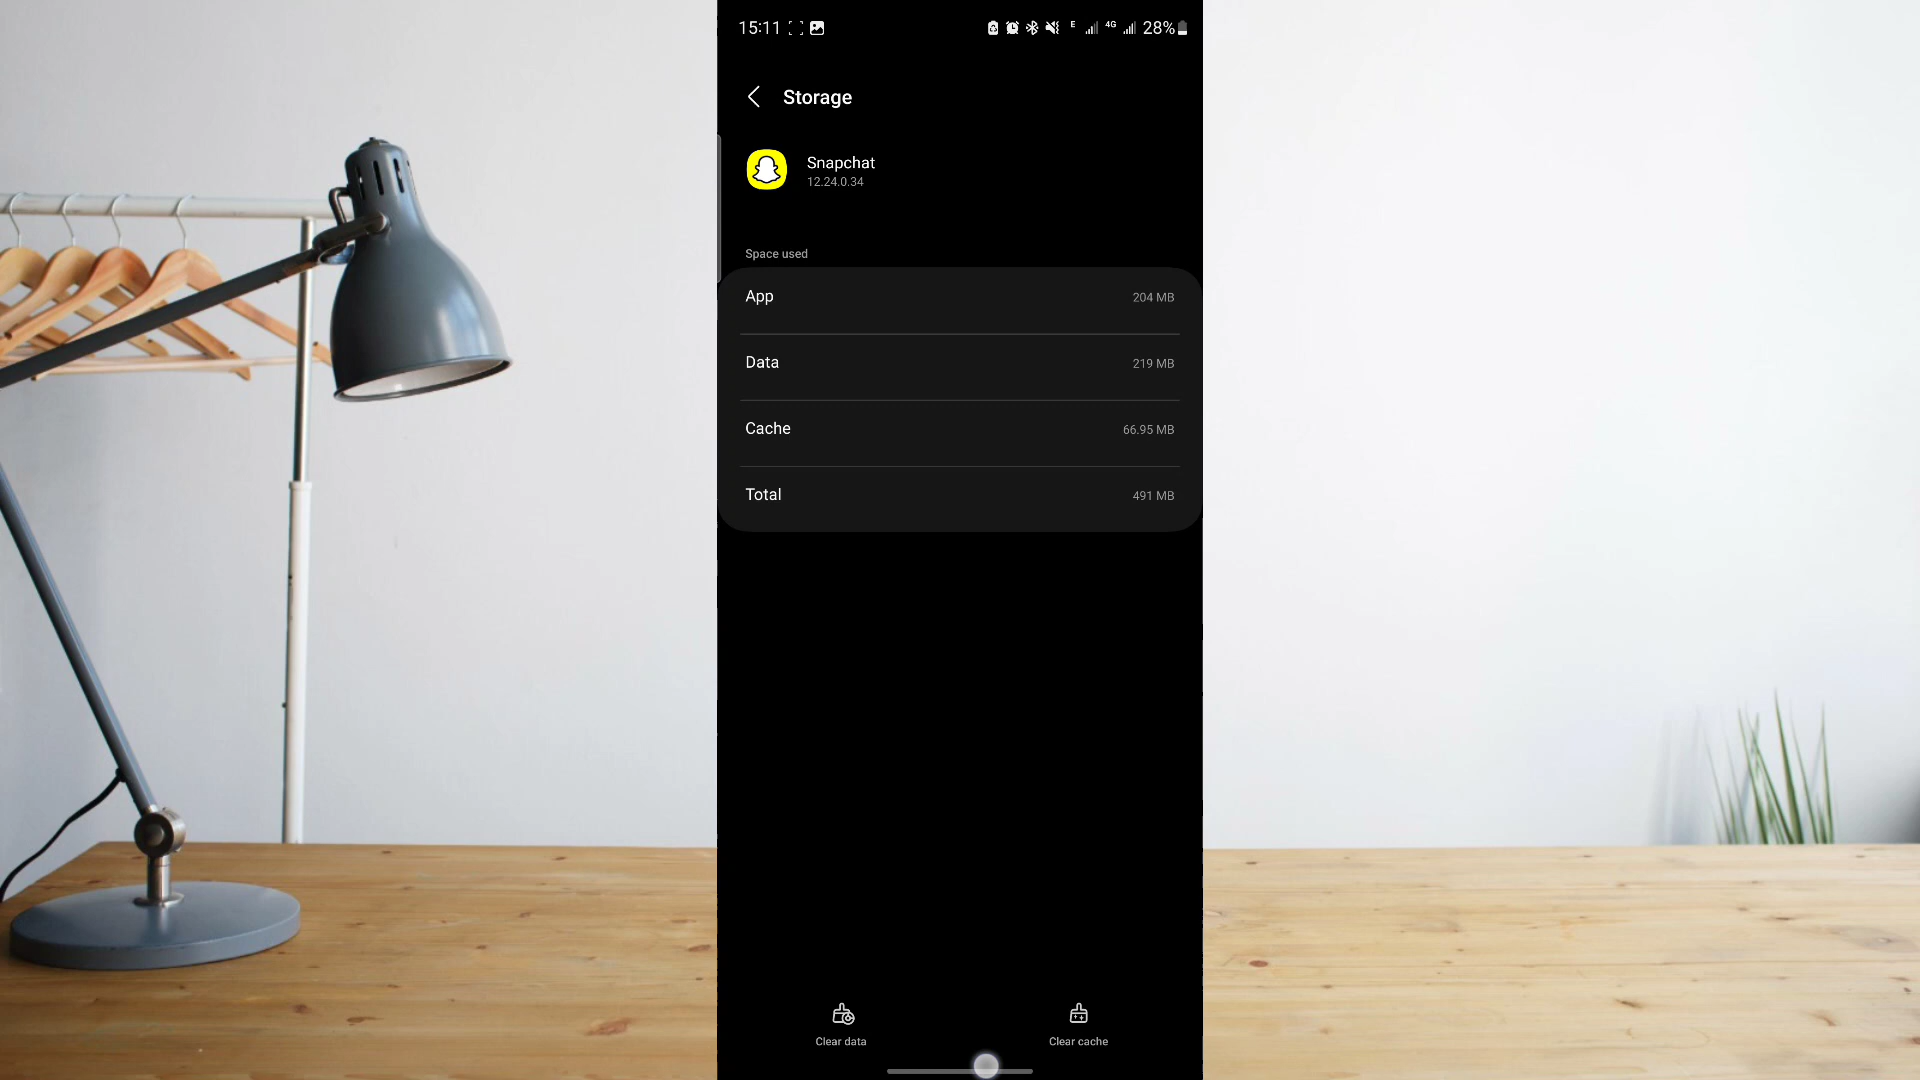 15:11 E 4G 28%
Storage
Snapchat
12.24.0.34
Space used
App 204 MB
Data 219 MB
Cache 66.95 MB
Total 491 MB
Clear data Clear cache